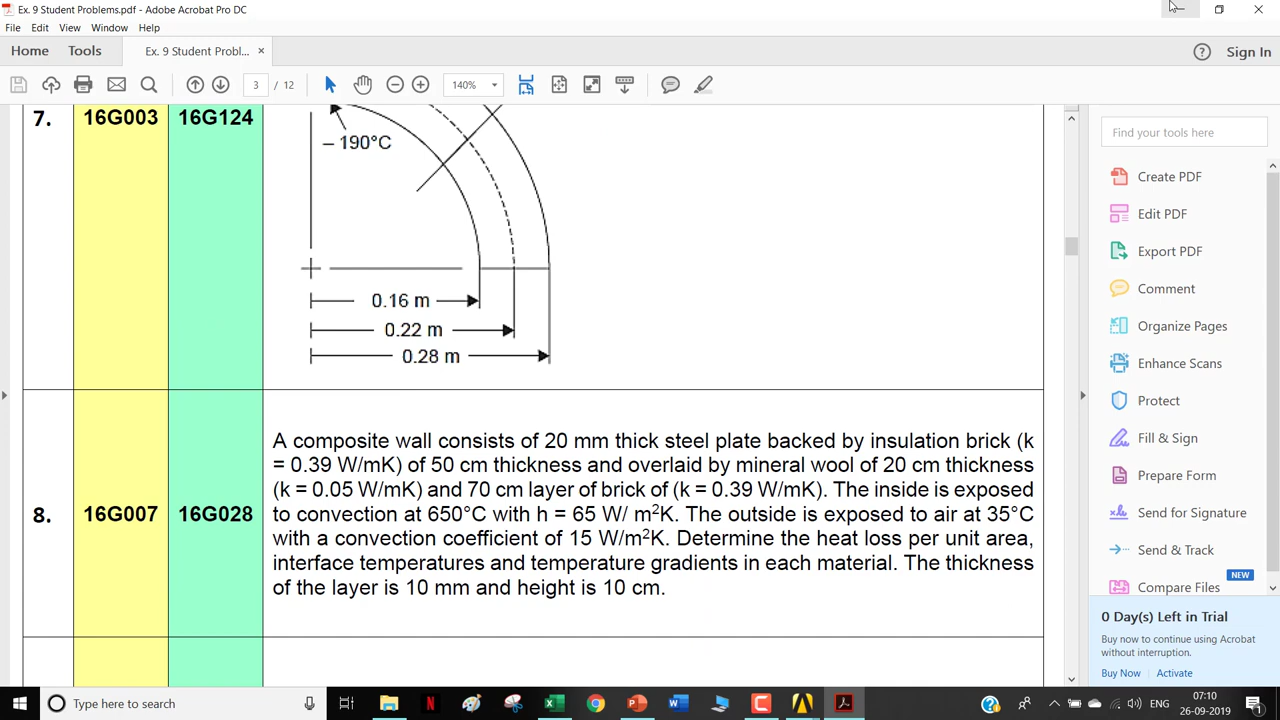 Ex. 9 Student Problems.pdf - Adobe Acrobat Pro DC
File Edit View Window Help
Home Tools Ex. 9 Student Probl... × Sign In
3 / 12 140%
7. 16G003 16G124
– 190°C
0.16 m
0.22 m
0.28 m
8. 16G007 16G028
A composite wall consists of 20 mm thick steel plate backed by insulation brick (k
= 0.39 W/mK) of 50 cm thickness and overlaid by mineral wool of 20 cm thickness
(k = 0.05 W/mK) and 70 cm layer of brick of (k = 0.39 W/mK). The inside is exposed
to convection at 650°C with h = 65 W/ m²K. The outside is exposed to air at 35°C
with a convection coefficient of 15 W/m²K. Determine the heat loss per unit area,
interface temperatures and temperature gradients in each material. The thickness
of the layer is 10 mm and height is 10 cm.
Find your tools here
Create PDF
Edit PDF
Export PDF
Comment
Organize Pages
Enhance Scans
Protect
Fill & Sign
Prepare Form
Send for Signature
Send & Track
NEW
Compare Files
0 Day(s) Left in Trial
Buy now to continue using Acrobat
without interruption.
Buy Now Activate
Type here to search
ENG
07:10
26-09-2019